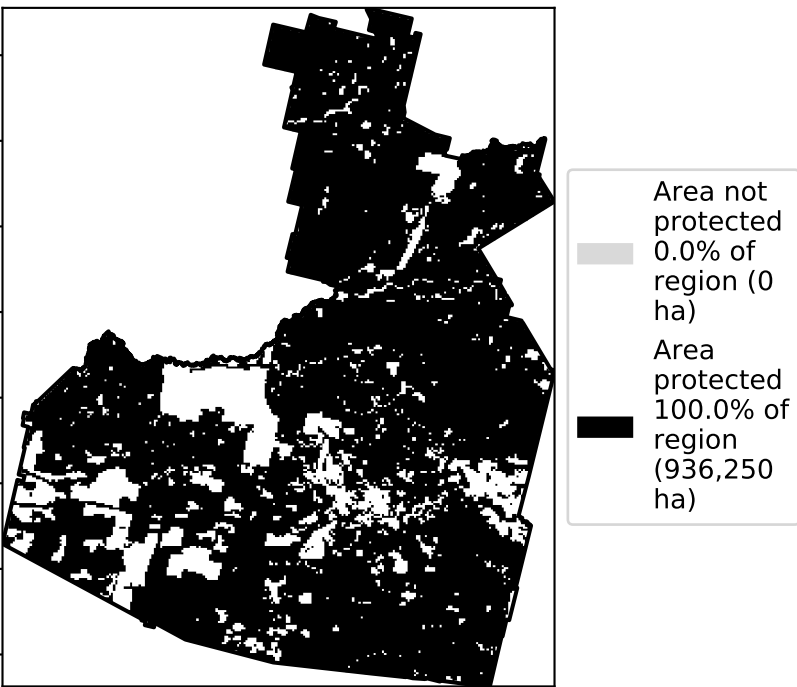 Area not
protected
0.0% of
region (0
ha)
Area
protected
100.0% of
region
(936,250
ha)